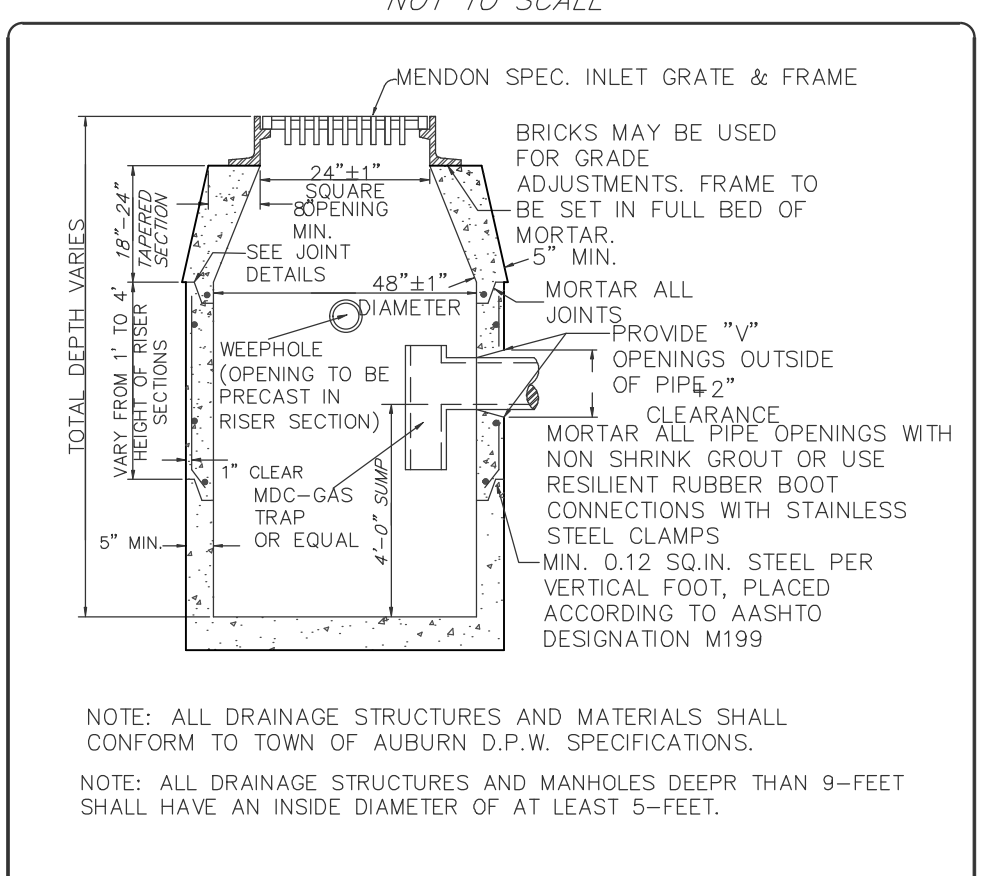 NOT TO SCALE
MENDON SPEC. INLET GRATE & FRAME
BRICKS MAY BE USED
FOR GRADE
ADJUSTMENTS. FRAME TO
BE SET IN FULL BED OF
MORTAR.
24"±1"
SQUARE
OPENING
8"
MIN.
18"-24"
TAPERED
SECTION
SEE JOINT
DETAILS
5" MIN.
48"±1"
DIAMETER
MORTAR ALL
JOINTS
TOTAL DEPTH VARIES
VARY FROM 1' TO 4'
HEIGHT OF RISER
SECTIONS
WEEPHOLE
(OPENING TO BE
PRECAST IN
RISER SECTION)
PROVIDE "V"
OPENINGS OUTSIDE
OF PIPE
+2"
CLEARANCE
MORTAR ALL PIPE OPENINGS WITH
NON SHRINK GROUT OR USE
RESILIENT RUBBER BOOT
CONNECTIONS WITH STAINLESS
STEEL CLAMPS
1" CLEAR
MDC-GAS
TRAP
OR EQUAL
4'-0" SUMP
5" MIN.
MIN. 0.12 SQ.IN. STEEL PER
VERTICAL FOOT, PLACED
ACCORDING TO AASHTO
DESIGNATION M199
NOTE: ALL DRAINAGE STRUCTURES AND MATERIALS SHALL
CONFORM TO TOWN OF AUBURN D.P.W. SPECIFICATIONS.
NOTE: ALL DRAINAGE STRUCTURES AND MANHOLES DEEPR THAN 9-FEET
SHALL HAVE AN INSIDE DIAMETER OF AT LEAST 5-FEET.